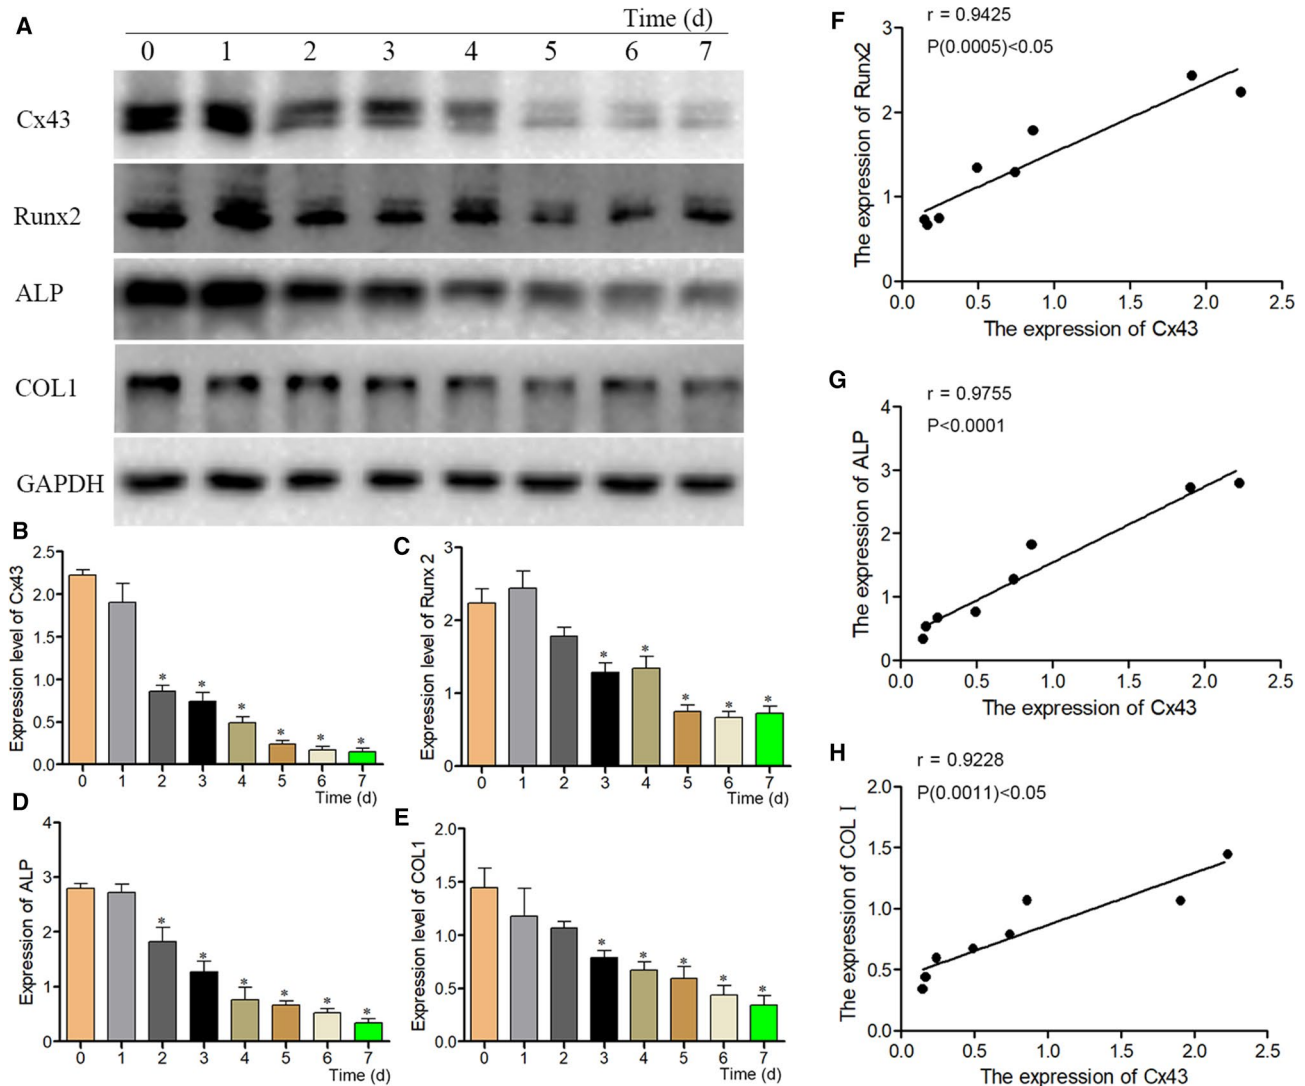 A
Time (d)
0 1 2 3 4 5 6 7
Cx43
Runx2
ALP
COL1
GAPDH
B
Expression level of Cx43
2.5
2.0
1.5
1.0
0.5
0.0
* * * * * *
0 1 2 3 4 5 6 7
Time (d)
C
Expression level of Runx 2
3
2
1
0
* * * * *
0 1 2 3 4 5 6 7
Time (d)
D
Expression of ALP
4
3
2
1
0
* * * * * *
0 1 2 3 4 5 6 7
Time (d)
E
Expression level of COL1
2.0
1.5
1.0
0.5
0.0
* * * * *
0 1 2 3 4 5 6 7
Time (d)
F
r = 0.9425
P(0.0005)<0.05
The expression of Runx2
3
2
1
0
0.0 0.5 1.0 1.5 2.0 2.5
The expression of Cx43
G
r = 0.9755
P<0.0001
The expression of ALP
4
3
2
1
0
0.0 0.5 1.0 1.5 2.0 2.5
The expression of Cx43
H
r = 0.9228
P(0.0011)<0.05
The expression of COL I
2.0
1.5
1.0
0.5
0.0
0.0 0.5 1.0 1.5 2.0 2.5
The expression of Cx43